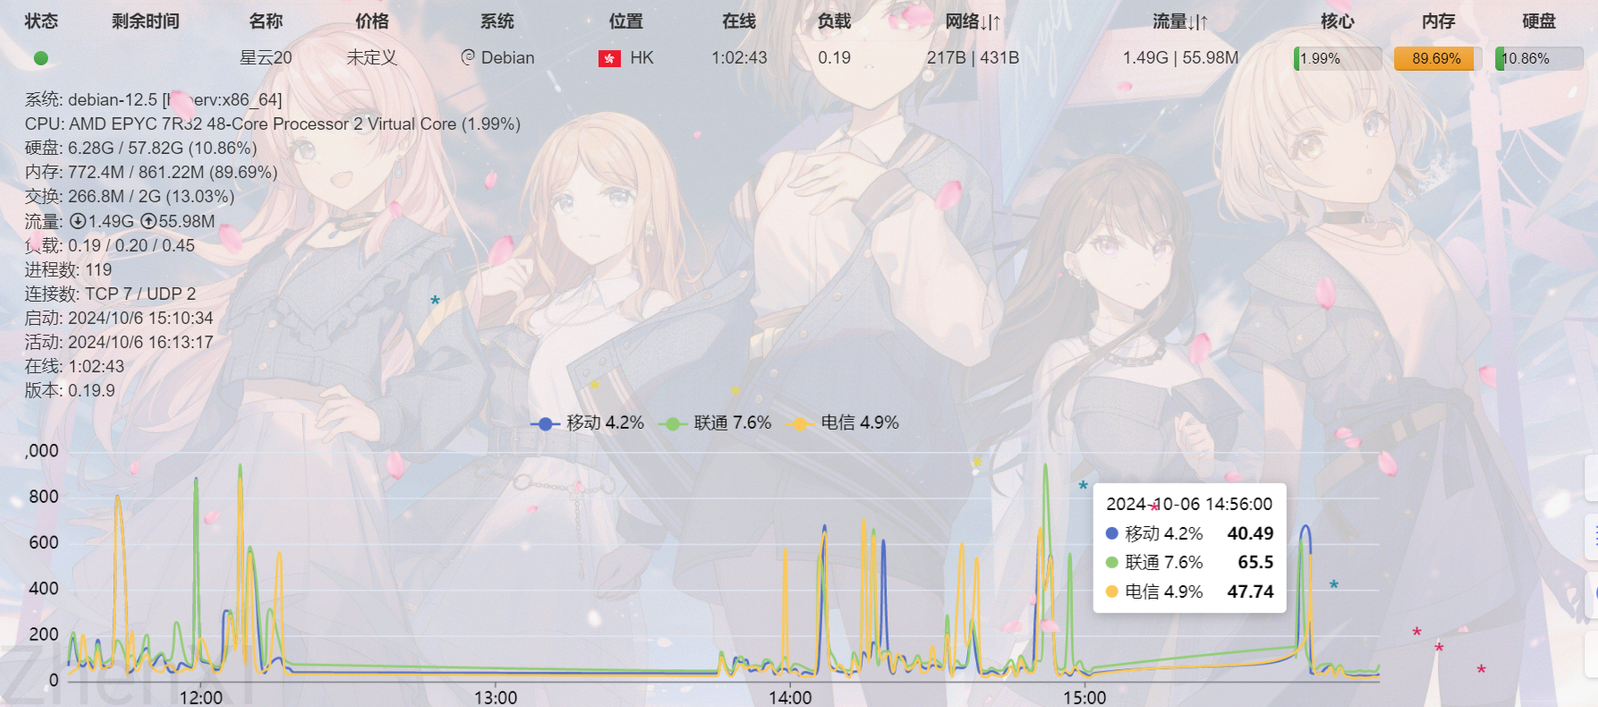 状态 剩余时间 名称 价格 系统 位置 在线 负载 网络↓|↑ 流量↓|↑ 核心 内存 硬盘
星云20 未定义 Debian HK 1:02:43 0.19 217B | 431B 1.49G | 55.98M 1.99% 89.69% 10.86%
系统: debian-12.5 [ erv:x86_64]
CPU: AMD EPYC 7R32 48-Core Processor 2 Virtual Core (1.99%)
硬盘: 6.28G / 57.82G (10.86%)
内存: 772.4M / 861.22M (89.69%)
交换: 266.8M / 2G (13.03%)
流量: 1.49G 55.98M
负载: 0.19 / 0.20 / 0.45
进程数: 119
连接数: TCP 7 / UDP 2
启动: 2024/10/6 15:10:34
活动: 2024/10/6 16:13:17
在线: 1:02:43
版本: 0.19.9
移动 4.2% 联通 7.6% 电信 4.9%
,000
800
600
400
200
0
12:00 13:00 14:00 15:00
2024-10-06 14:56:00
移动 4.2% 40.49
联通 7.6% 65.5
电信 4.9% 47.74